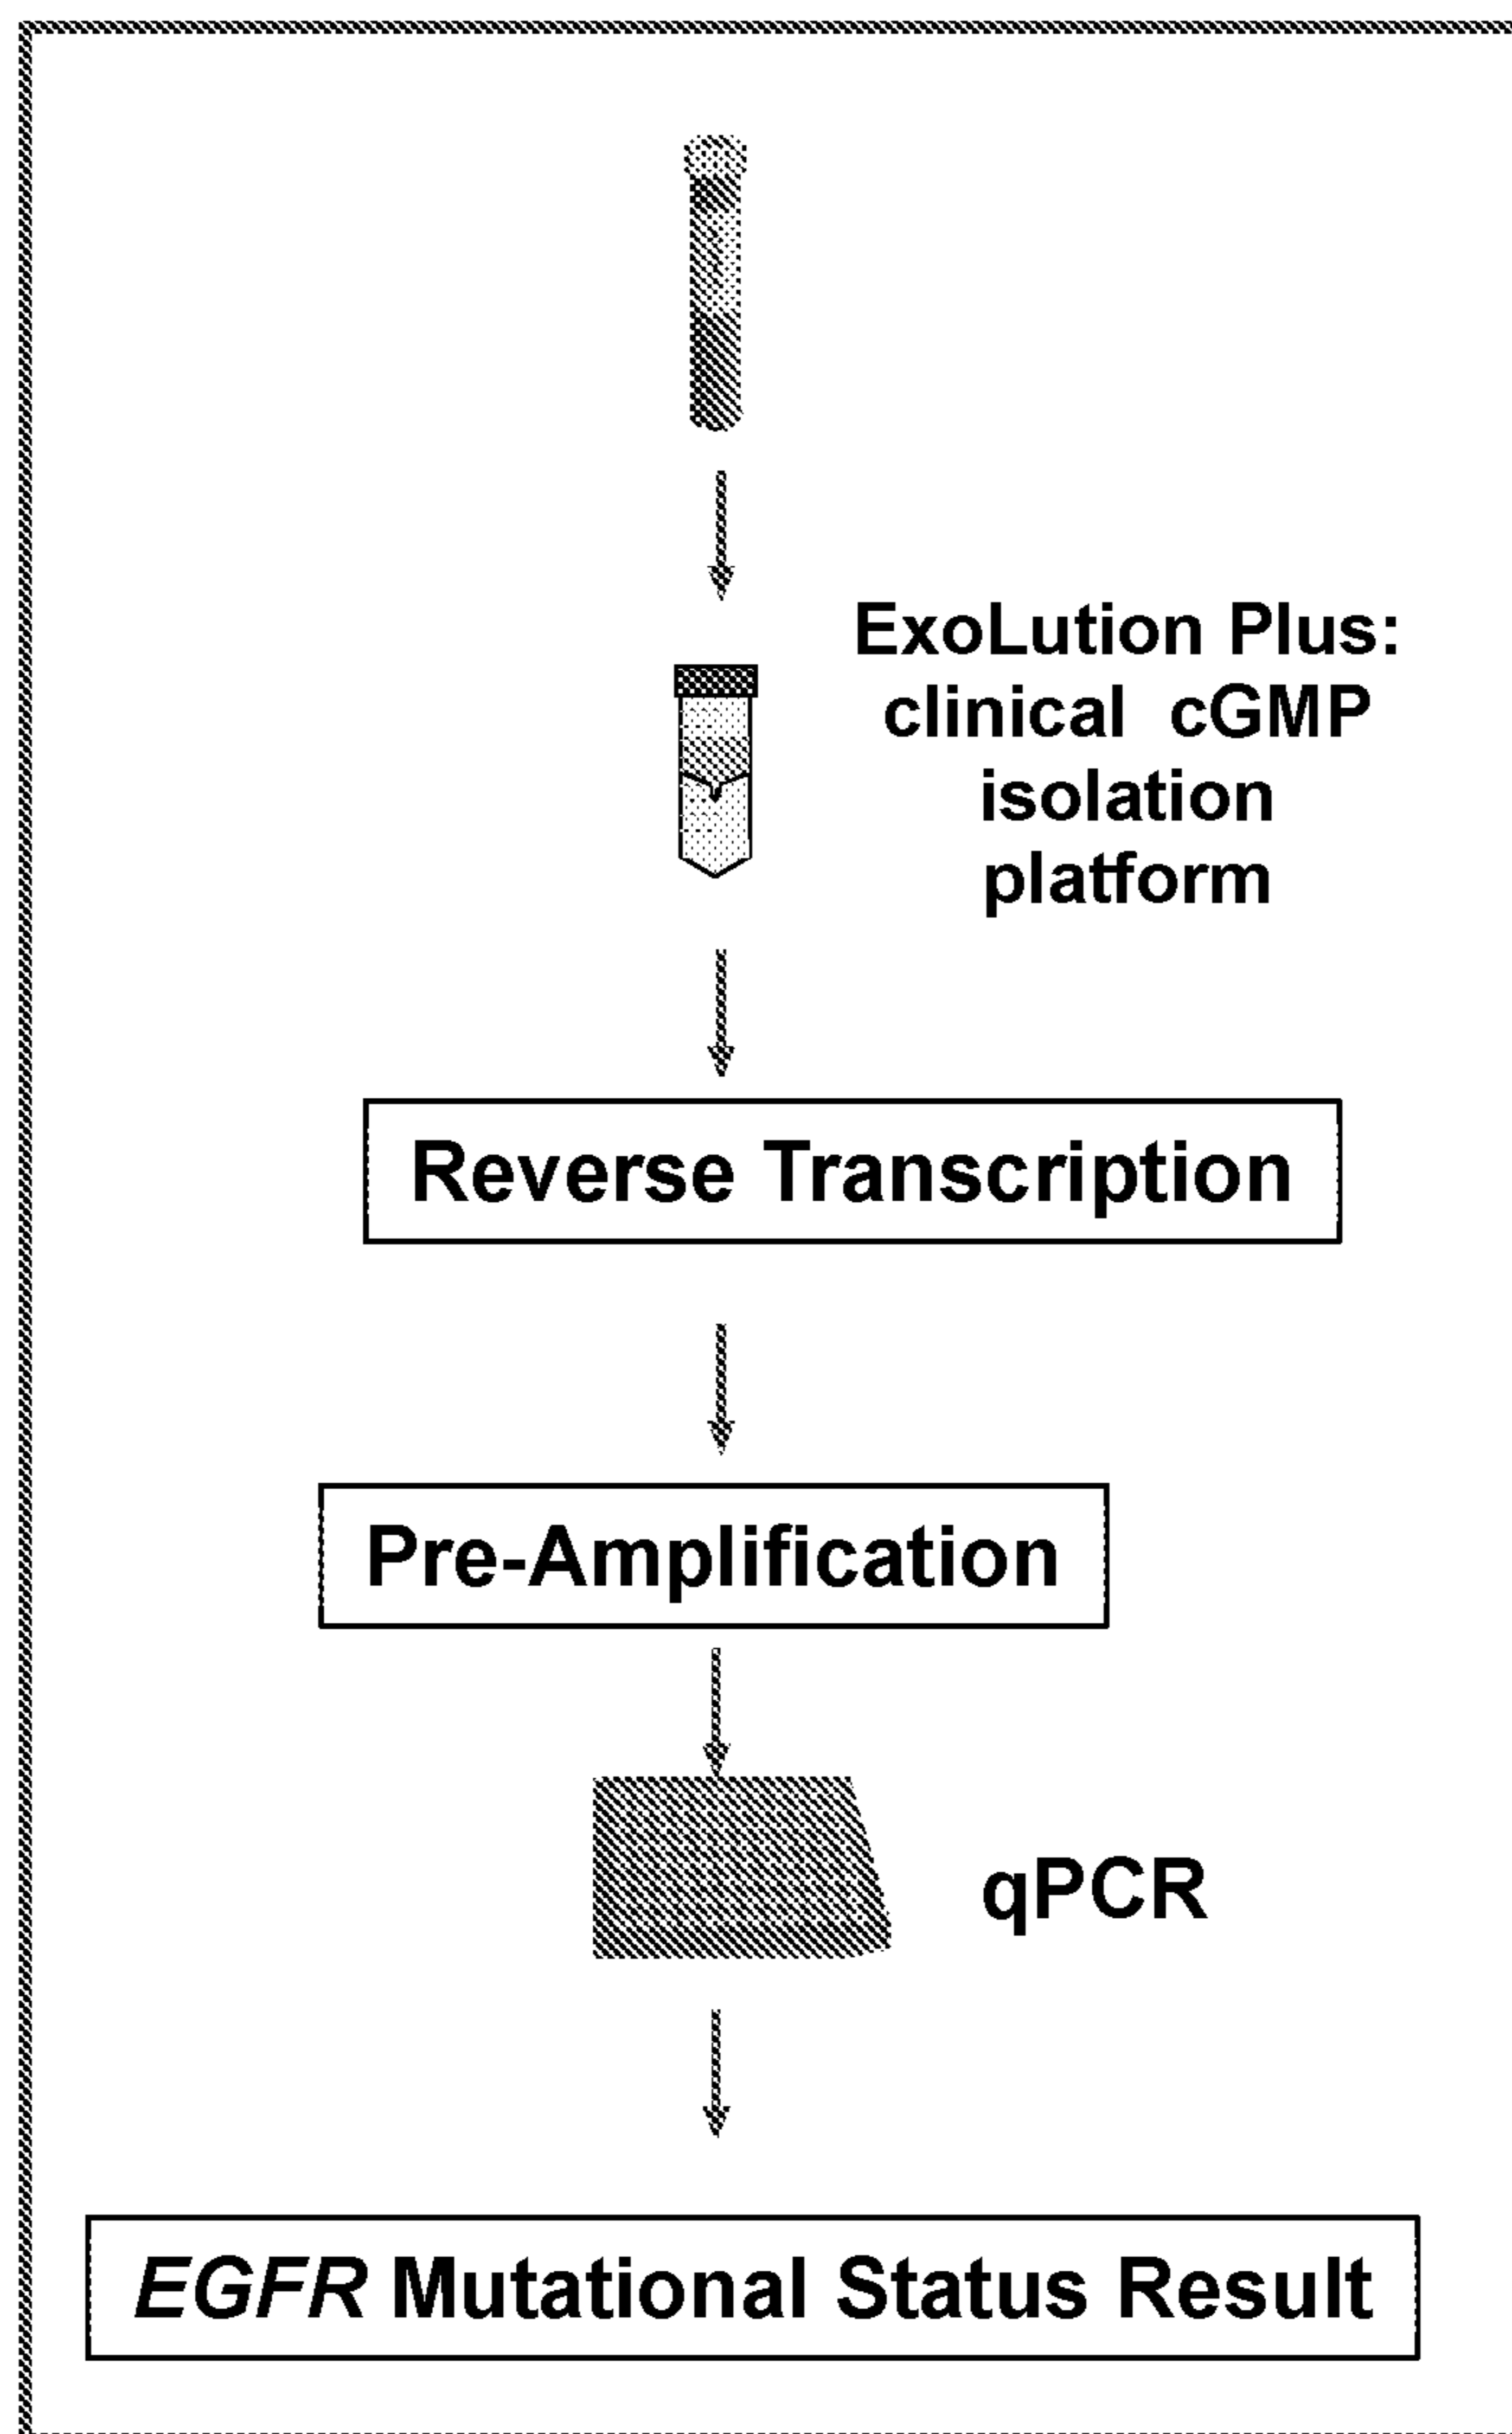 ExoLution Plus:
clinical cGMP
isolation
platform
Reverse Transcription
Pre-Amplification
qPCR
EGFR Mutational Status Result